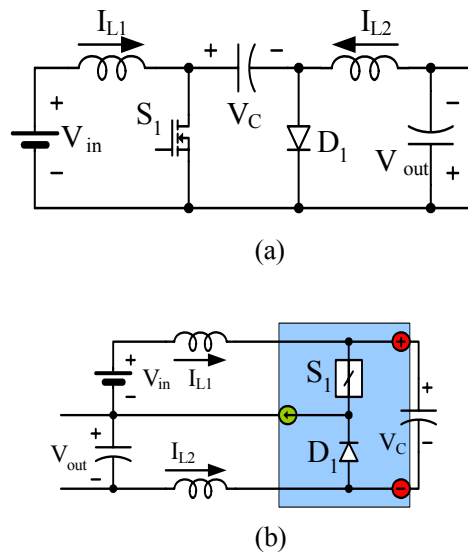 I_L1 + − I_L2
+ V_in − S_1 V_C D_1 − V_out +
(a)
+ V_in − I_L1 S_1 + + V_C −
+ V_out − I_L2 D_1 −
(b)